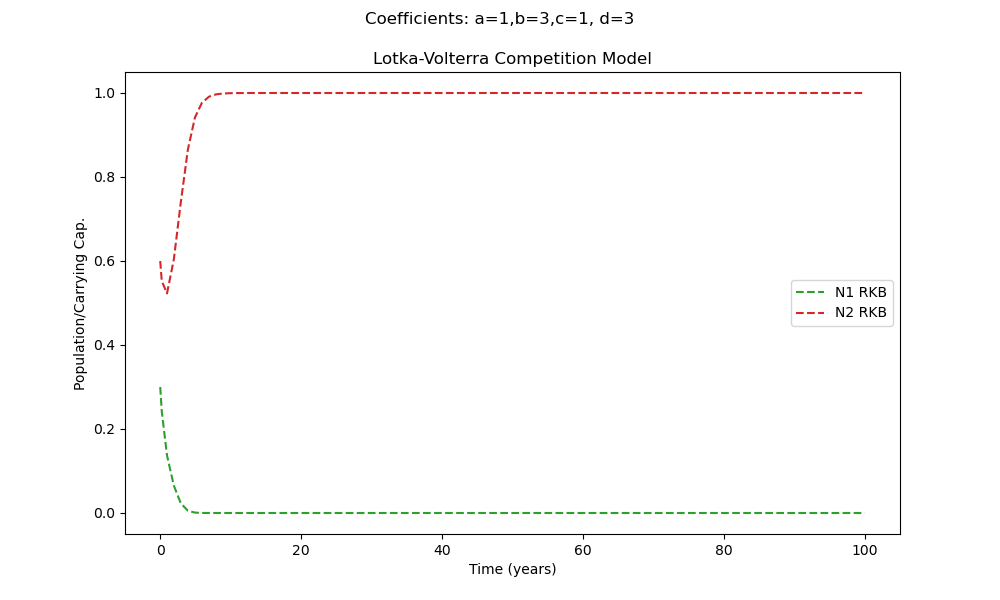 Coefficients: a=1,b=3,c=1, d=3
Lotka-Volterra Competition Model
1.0
0.8
0.6
0.4
0.2
0.0
Population/Carrying Cap.
N1 RKB
N2 RKB
0 20 40 60 80 100
Time (years)